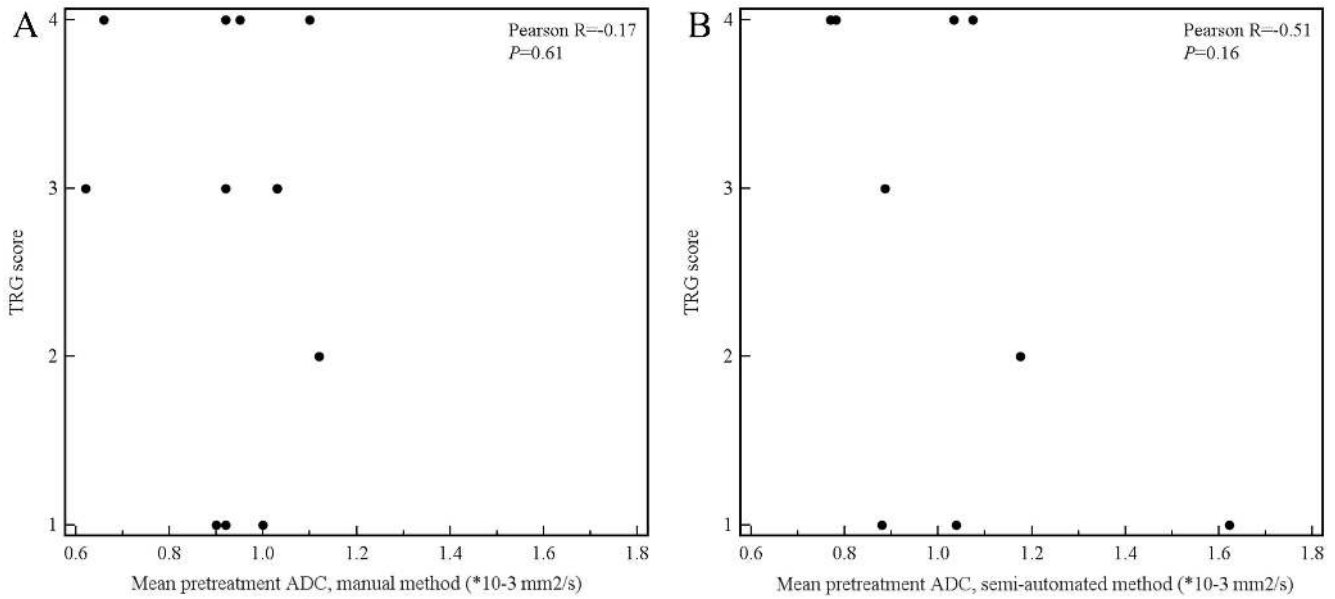 A
Pearson R=-0.17
P=0.61
4
3
2
1
TRG score
0.6 0.8 1.0 1.2 1.4 1.6 1.8
Mean pretreatment ADC, manual method (*10-3 mm2/s)
B
Pearson R=-0.51
P=0.16
4
3
2
1
TRG score
0.6 0.8 1.0 1.2 1.4 1.6 1.8
Mean pretreatment ADC, semi-automated method (*10-3 mm2/s)